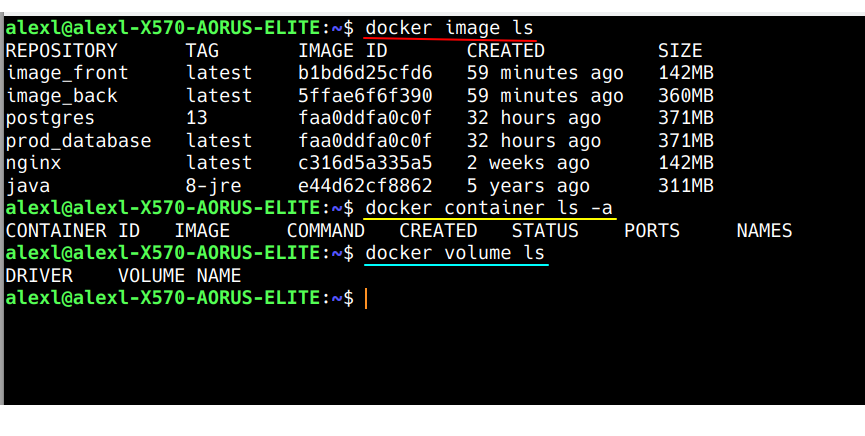 alexl@alexl-X570-AORUS-ELITE:~$ docker image ls
REPOSITORY TAG IMAGE ID CREATED SIZE
image_front latest b1bd6d25cfd6 59 minutes ago 142MB
image_back latest 5ffae6f6f390 59 minutes ago 360MB
postgres 13 faa0ddfa0c0f 32 hours ago 371MB
prod_database latest faa0ddfa0c0f 32 hours ago 371MB
nginx latest c316d5a335a5 2 weeks ago 142MB
java 8-jre e44d62cf8862 5 years ago 311MB
alexl@alexl-X570-AORUS-ELITE:~$ docker container ls -a
CONTAINER ID IMAGE COMMAND CREATED STATUS PORTS NAMES
alexl@alexl-X570-AORUS-ELITE:~$ docker volume ls
DRIVER VOLUME NAME
alexl@alexl-X570-AORUS-ELITE:~$